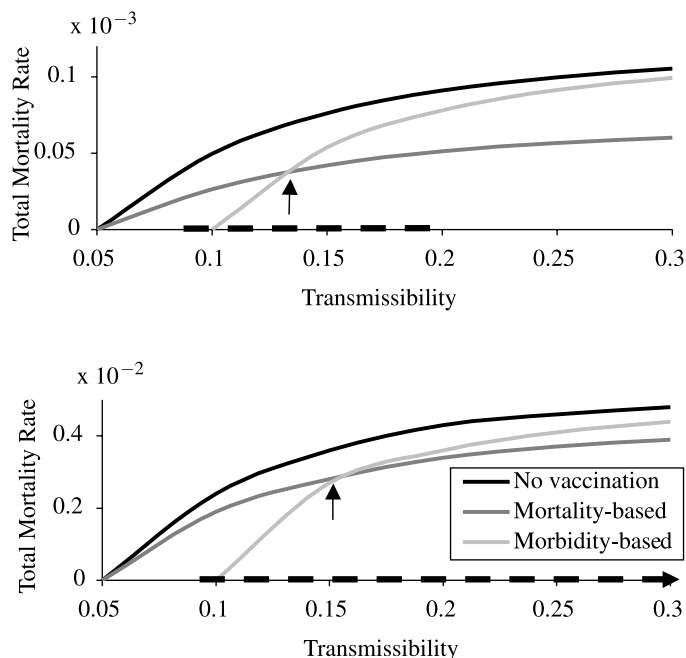 x 10⁻³
Total Mortality Rate
0.1
0.05
0
0.05 0.1 0.15 0.2 0.25 0.3
Transmissibility
x 10⁻²
Total Mortality Rate
0.4
0.2
0
No vaccination
Mortality-based
Morbidity-based
0.05 0.1 0.15 0.2 0.25 0.3
Transmissibility